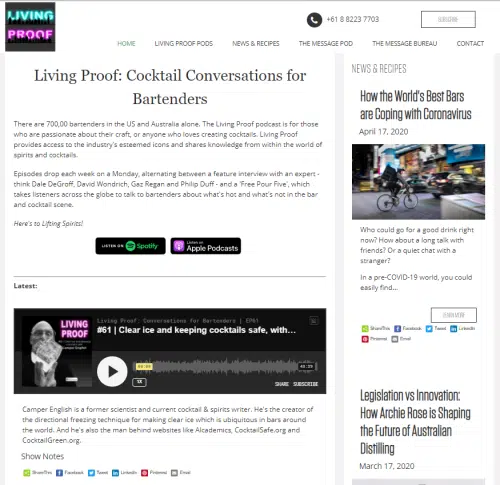 LIVING
PROOF
+61 8 8223 7703
SUBSCRIBE
HOME
LIVING PROOF PODS
NEWS & RECIPES
THE MESSAGE POD
THE MESSAGE BUREAU
CONTACT
Living Proof: Cocktail Conversations for
Bartenders
There are 700,00 bartenders in the US and Australia alone. The Living Proof podcast is for those
who are passionate about their craft, or anyone who loves creating cocktails. Living Proof
provides access to the industry's esteemed icons and shares knowledge from within the world of
spirits and cocktails.
Episodes drop each week on a Monday, alternating between a feature interview with an expert -
think Dale DeGroff, David Wondrich, Gaz Regan and Philip Duff - and a 'Free Pour Five', which
takes listeners across the globe to talk to bartenders about what's hot and what's not in the bar
and cocktail scene.
Here's to Lifting Spirits!
LISTEN ON Spotify
Listen on
Apple Podcasts
Latest:
LIVING
PROOF
Living Proof: Conversations for Bartenders | EP61
#61 | Clear ice and keeping cocktails safe, with...
00:00
40:09
1X
SHARE SUBSCRIBE
Camper English is a former scientist and current cocktail & spirits writer. He's the creator of
the directional freezing technique for making clear ice which is ubiquitous in bars
around the world. And he's also the man behind websites like Alcademics, CocktailSafe.org and
CocktailGreen.org.
Show Notes
ShareThis Facebook Tweet LinkedIn Pinterest Email
NEWS & RECIPES
How the World's Best Bars
are Coping with Coronavirus
April 17, 2020
Who could go for a good drink right
now? How about a long talk with
friends? Or a quiet chat with a
stranger?
In a pre-COVID-19 world, you could
easily find...
LEARN MORE
ShareThis Facebook Tweet LinkedIn
Pinterest Email
Legislation vs Innovation:
How Archie Rose is Shaping
the Future of Australian
Distilling
March 17, 2020